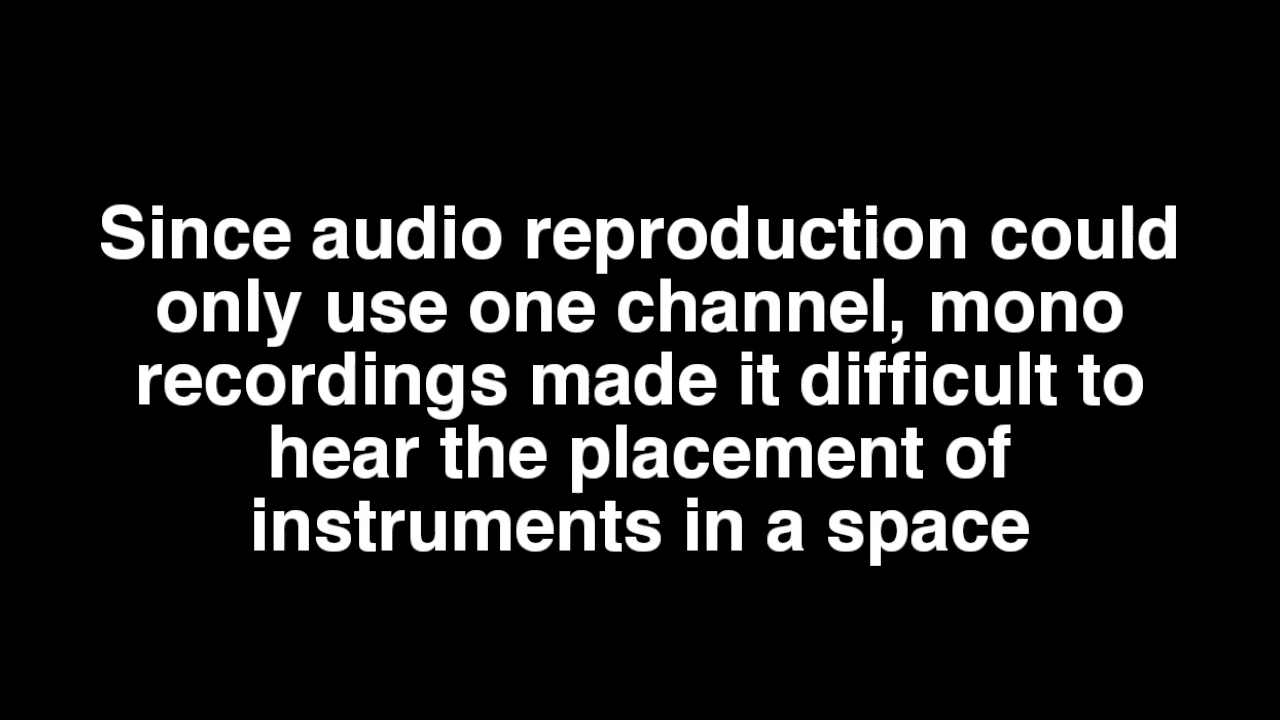 Since audio reproduction could
only use one channel, mono
recordings made it difficult to
hear the placement of
instruments in a space